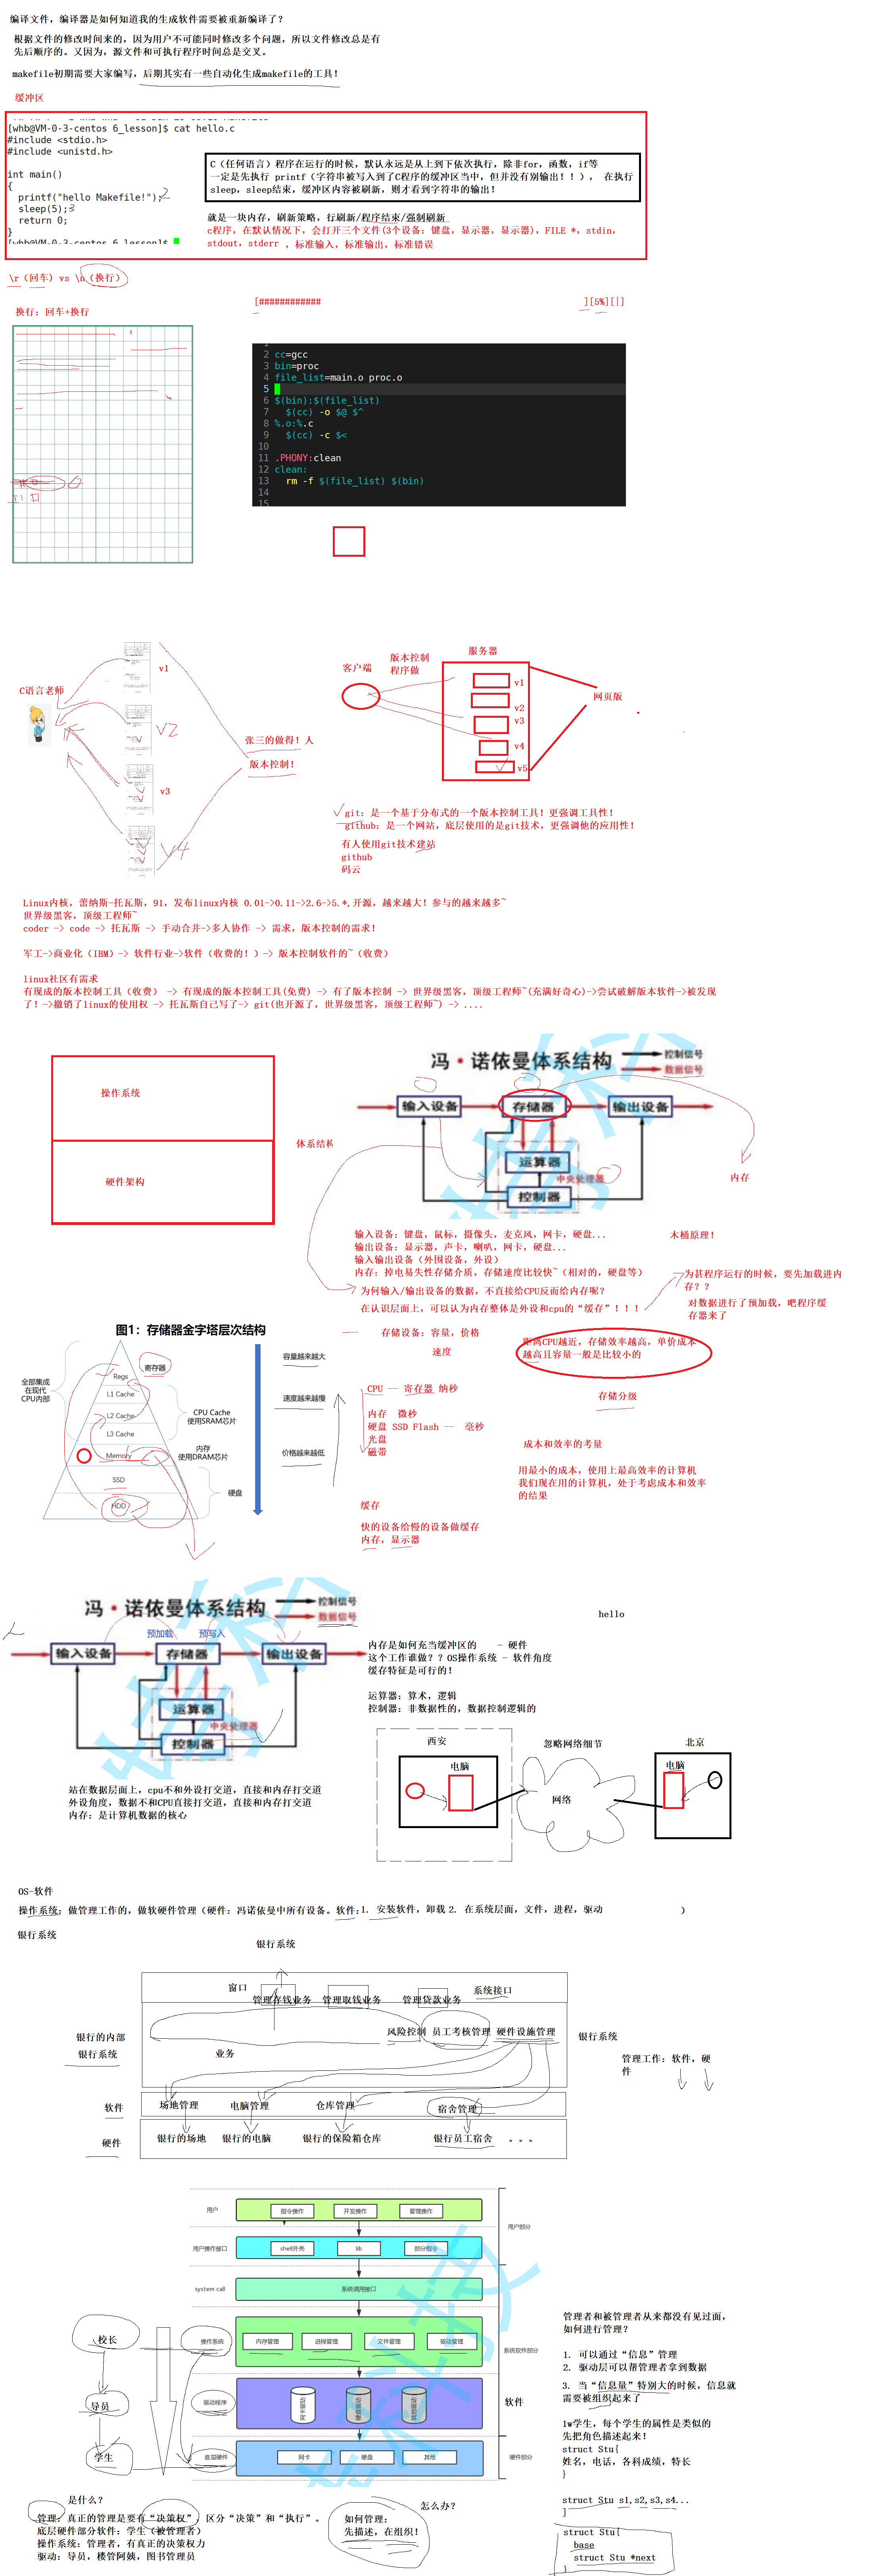 编译文件，编译器是如何知道我的生成软件需要被重新编译了？
根据文件的修改时间来的，因为用户不可能同时修改多个问题，所以文件修改总是有
先后顺序的。又因为，源文件和可执行程序时间总是交叉。
makefile初期需要大家编写，后期其实有一些自动化生成makefile的工具！
缓冲区
[whb@VM-0-3-centos 6_lesson]$ cat hello.c
#include <stdio.h>
#include <unistd.h>
int main()
{
printf("hello Makefile!");
sleep(5);
return 0;
}
[whb@VM-0-3-centos 6_lesson]$
2
3
C（任何语言）程序在运行的时候，默认永远是从上到下依次执行，除非for，函数，if等
一定是先执行 printf（字符串被写入到了C程序的缓冲区当中，但并没有别输出！！），在执行
sleep，sleep结束，缓冲区内容被刷新，则才看到字符串的输出！
就是一块内存，刷新策略，行刷新/程序结束/强制刷新
c程序，在默认情况下，会打开三个文件(3个设备：键盘，显示器，显示器)，FILE *，stdin，
stdout，stderr ，标准输入，标准输出，标准错误
\r（回车）vs \n（换行）
换行：回车+换行
[############ ][5%][|]
2 cc=gcc
3 bin=proc
4 file_list=main.o proc.o
5
6 $(bin):$(file_list)
7 $(cc) -o $@ $^
8 %.o:%.c
9 $(cc) -c $<
10
11 .PHONY:clean
12 clean:
13 rm -f $(file_list) $(bin)
14
15
C语言老师
v1
V2
v3
V4
张三的做得！人
版本控制！
客户端
版本控制
程序做
服务器
v1
v2
v3
v4
v5
网页版
git：是一个基于分布式的一个版本控制工具！更强调工具性！
github：是一个网站，底层使用的是git技术，更强调他的应用性！
有人使用git技术建站
github
码云
Linux内核，蕾纳斯-托瓦斯，91，发布linux内核 0.01->0.11->2.6->5.*,开源，越来越大！参与的越来越多~
世界级黑客，顶级工程师~
coder -> code -> 托瓦斯 -> 手动合并->多人协作 -> 需求，版本控制的需求！
军工->商业化（IBM）-> 软件行业->软件（收费的！）-> 版本控制软件的~（收费）
linux社区有需求
有现成的版本控制工具（收费） -> 有现成的版本控制工具(免费) -> 有了版本控制 -> 世界级黑客，顶级工程师~(充满好奇心)->尝试破解版本软件->被发现
了！->撤销了linux的使用权 -> 托瓦斯自己写了-> git(也开源了，世界级黑客，顶级工程师~) -> ....
操作系统
硬件架构
体系结构
冯·诺依曼体系结构
控制信号
数据信号
输入设备
存储器
输出设备
运算器
中央处理器
控制器
内存
输入设备：键盘，鼠标，摄像头，麦克风，网卡，硬盘...
输出设备：显示器，声卡，喇叭，网卡，硬盘...
输入输出设备（外围设备，外设）
内存：掉电易失性存储介质，存储速度比较快~（相对的，硬盘等）
木桶原理！
为何输入/输出设备的数据，不直接给CPU反而给内存呢？
在认识层面上，可以认为内存整体是外设和cpu的“缓存”！！！
为甚程序运行的时候，要先加载进内
存？？
对数据进行了预加载，吧程序缓
存器来了
图1：存储器金字塔层次结构
全部集成
在现代
CPU内部
Regs
寄存器
L1 Cache
L2 Cache
L3 Cache
CPU Cache
使用SRAM芯片
Memory
内存
使用DRAM芯片
SSD
HDD
硬盘
容量越来越大
速度越来越慢
价格越来越低
存储设备：容量，价格
速度
CPU -- 寄存器 纳秒
内存 微秒
硬盘 SSD Flash -- 毫秒
光盘
磁带
距离CPU越近，存储效率越高，单价成本
越高且容量一般是比较小的
存储分级
成本和效率的考量
用最小的成本，使用上最高效率的计算机
我们现在用的计算机，处于考虑成本和效率
的结果
缓存
快的设备给慢的设备做缓存
内存，显示器
冯·诺依曼体系结构
控制信号
数据信号
预加载
预写入
输入设备
存储器
输出设备
运算器
中央处理器
控制器
hello
内存是如何充当缓冲区的 - 硬件
这个工作谁做？？OS操作系统 - 软件角度
缓存特征是可行的！
运算器：算术，逻辑
控制器：非数据性的，数据控制逻辑的
站在数据层面上，cpu不和外设打交道，直接和内存打交道
外设角度，数据不和CPU直接打交道，直接和内存打交道
内存：是计算机数据的核心
西安
电脑
忽略网络细节
网络
北京
电脑
OS-软件
操作系统：做管理工作的，做软硬件管理（硬件：冯诺依曼中所有设备。软件：1. 安装软件，卸载 2. 在系统层面，文件，进程，驱动 ）
银行系统
银行系统
窗口
管理存钱业务
管理取钱业务
管理贷款业务
系统接口
银行的内部
银行系统
业务
风险控制 员工考核管理 硬件设施管理
银行系统
管理工作：软件，硬
件
软件
场地管理
电脑管理
仓库管理
宿舍管理
硬件
银行的场地
银行的电脑
银行的保险箱仓库
银行员工宿舍
。。。
用户
指令操作
开发操作
管理操作
用户部分
用户操作接口
shell外壳
lib
部分指令
system call
系统调用接口
校长
操作系统
内存管理
进程管理
文件管理
驱动管理
系统软件部分
导员
驱动程序
网卡驱动
硬盘驱动
其他驱动
软件
学生
底层硬件
网卡
硬盘
其他
硬件部分
管理者和被管理者从来都没有见过面，
如何进行管理？
1. 可以通过“信息”管理
2. 驱动层可以帮管理者拿到数据
3. 当“信息量”特别大的时候，信息就
需要被组织起来了
1w学生，每个学生的属性是类似的
先把角色描述起来！
struct Stu{
姓名，电话，各科成绩，特长
}
struct Stu s1,s2,s3,s4...
]
struct Stu{
base
struct Stu *next
}
是什么？
管理：真正的管理是要有“决策权”，区分“决策”和“执行”。
底层硬件部分软件：学生（被管理者）
操作系统：管理者，有真正的决策权力
驱动：导员，楼管阿姨，图书管理员
怎么办？
如何管理：
先描述，在组织！